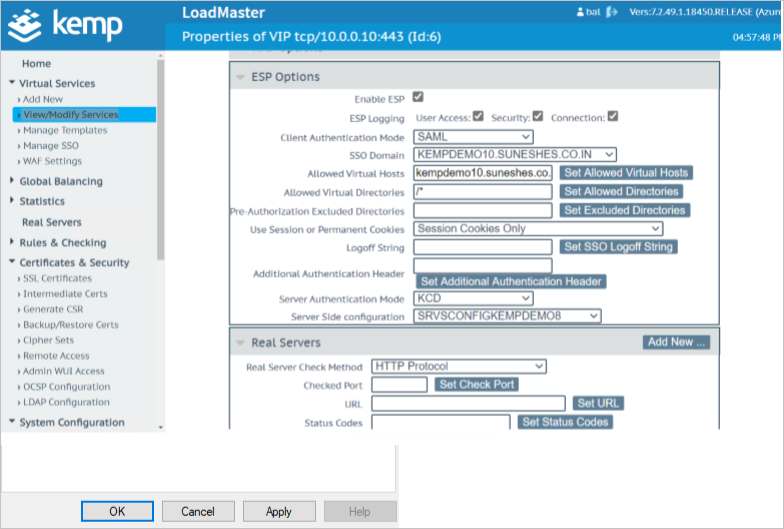 LoadMaster
bal Vers:7.2.49.1.18450.RELEASE (Azure
kemp
Properties of VIP tcp/10.0.0.10:443 (Id:6)
04:57:48 P
Home
Virtual Services
Add New
View/Modify Services
Manage Templates
Manage SSO
WAF Settings
Global Balancing
Statistics
Real Servers
Rules & Checking
Certificates & Security
SSL Certificates
Intermediate Certs
Generate CSR
Backup/Restore Certs
Cipher Sets
Remote Access
Admin WUI Access
OCSP Configuration
LDAP Configuration
System Configuration
ESP Options
Enable ESP
ESP Logging User Access: Security: Connection:
Client Authentication Mode SAML
SSO Domain KEMPDEMO10.SUNESHES.CO.IN
Allowed Virtual Hosts kempdemo10.suneshes.co. Set Allowed Virtual Hosts
Allowed Virtual Directories /* Set Allowed Directories
Pre-Authorization Excluded Directories Set Excluded Directories
Use Session or Permanent Cookies Session Cookies Only
Logoff String Set SSO Logoff String
Additional Authentication Header
Set Additional Authentication Header
Server Authentication Mode KCD
Server Side configuration SRVSCONFIGKEMPDEMO8
Real Servers Add New ...
Real Server Check Method HTTP Protocol
Checked Port Set Check Port
URL Set URL
Status Codes Set Status Codes
OK Cancel Apply Help